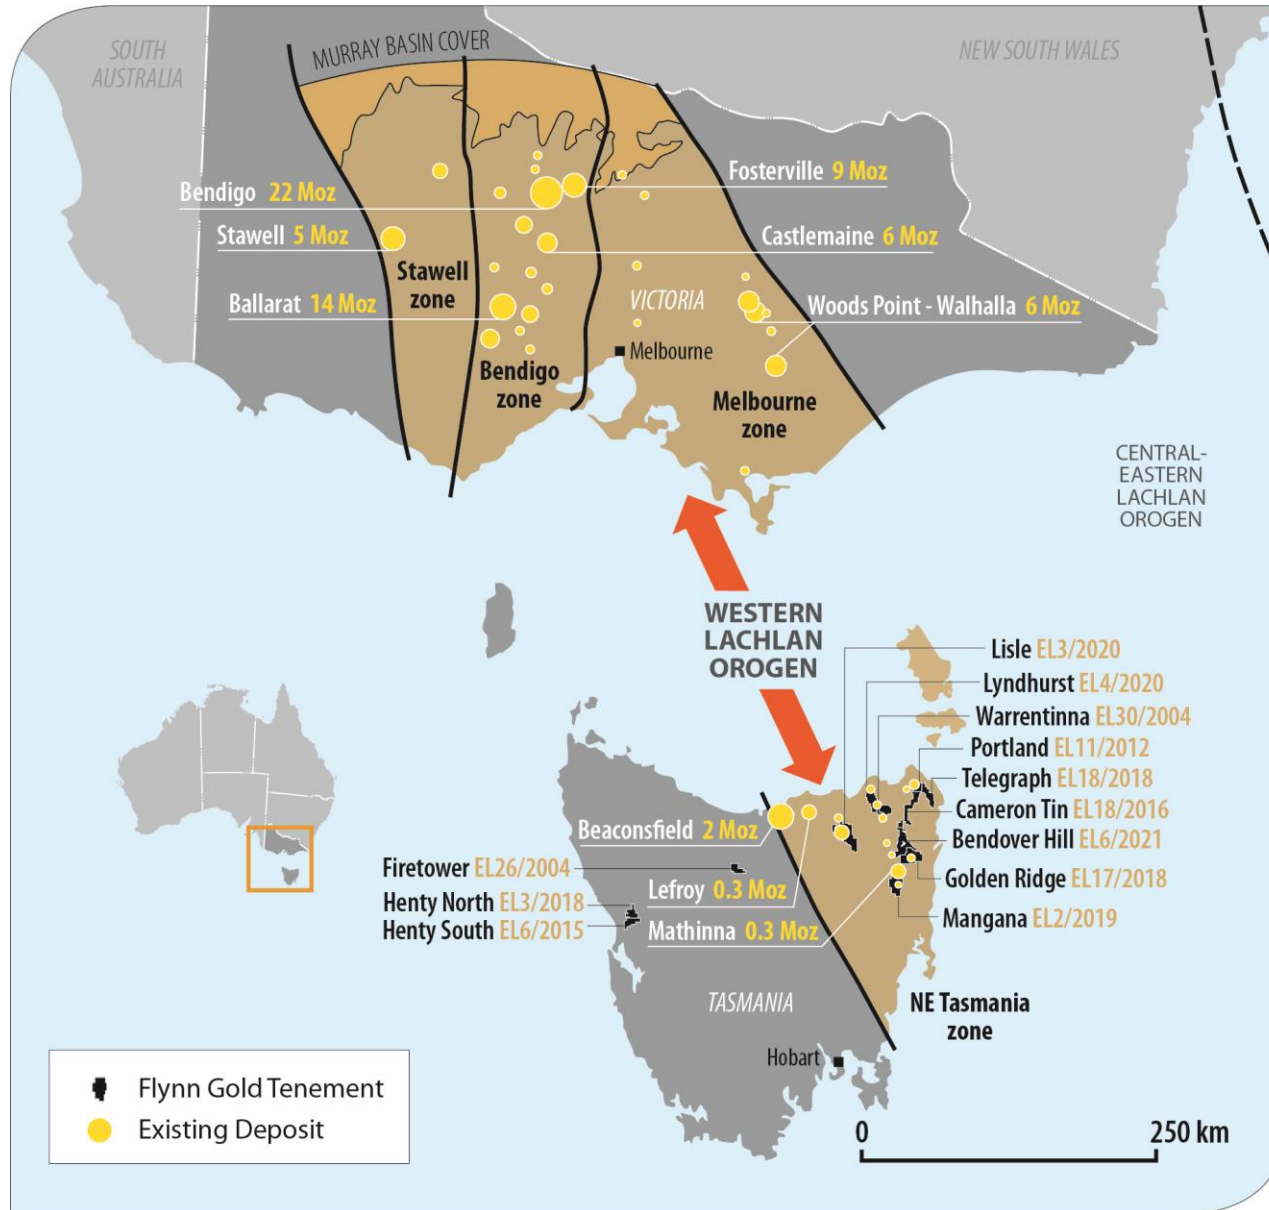 SOUTH
AUSTRALIA
MURRAY BASIN COVER
NEW SOUTH WALES
Bendigo 22 Moz
Fosterville 9 Moz
Stawell 5 Moz
Castlemaine 6 Moz
Stawell
zone
Ballarat 14 Moz
VICTORIA
Woods Point - Walhalla 6 Moz
Melbourne
Bendigo
zone
Melbourne
zone
CENTRAL-
EASTERN
LACHLAN
OROGEN
WESTERN
LACHLAN
OROGEN
Lisle EL3/2020
Lyndhurst EL4/2020
Warrentinna EL30/2004
Portland EL11/2012
Telegraph EL18/2018
Cameron Tin EL18/2016
Bendover Hill EL6/2021
Golden Ridge EL17/2018
Mangana EL2/2019
Beaconsfield 2 Moz
Firetower EL26/2004
Lefroy 0.3 Moz
Henty North EL3/2018
Henty South EL6/2015
Mathinna 0.3 Moz
TASMANIA
NE Tasmania
zone
Hobart
Flynn Gold Tenement
Existing Deposit
0 250 km